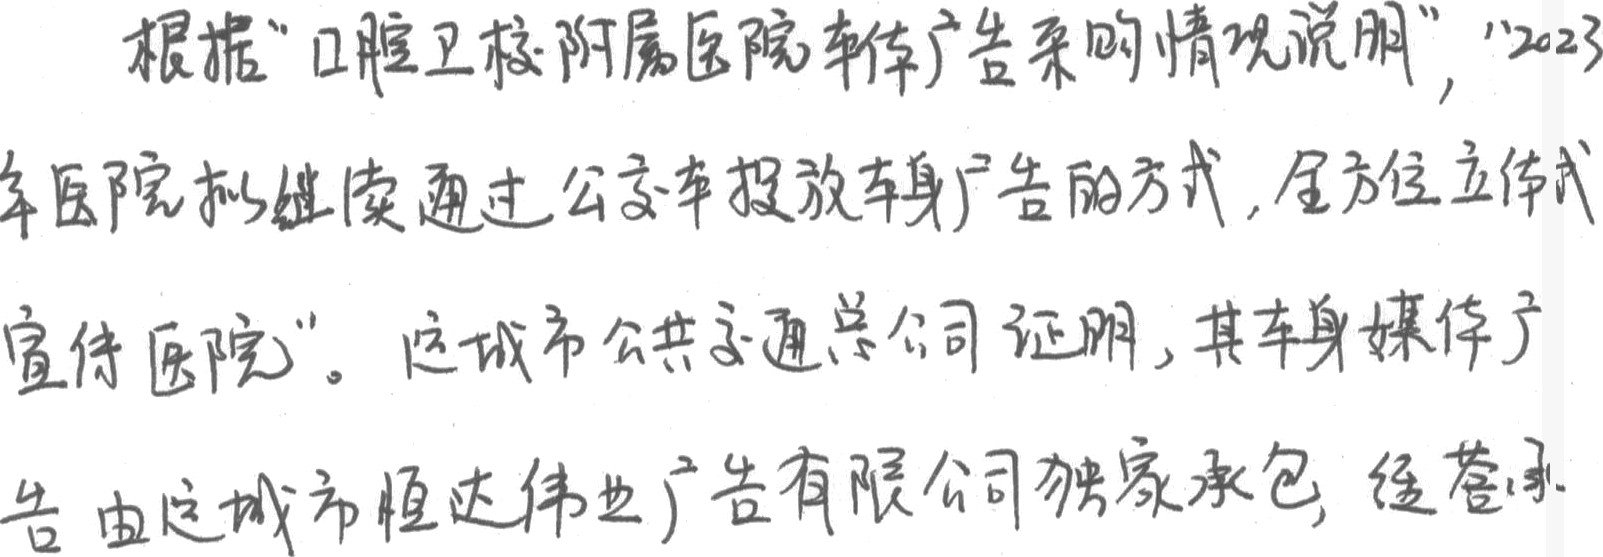 根据“口腔卫校附属医院车体广告采购情况说明”，“2023
年医院拟继续通过公交车投放车身广告的方式，全方位立体式
宣传医院”。应城市公共交通总公司证明，其车身媒体广
告由应城市恒达伟业广告有限公司独家承包，经营承